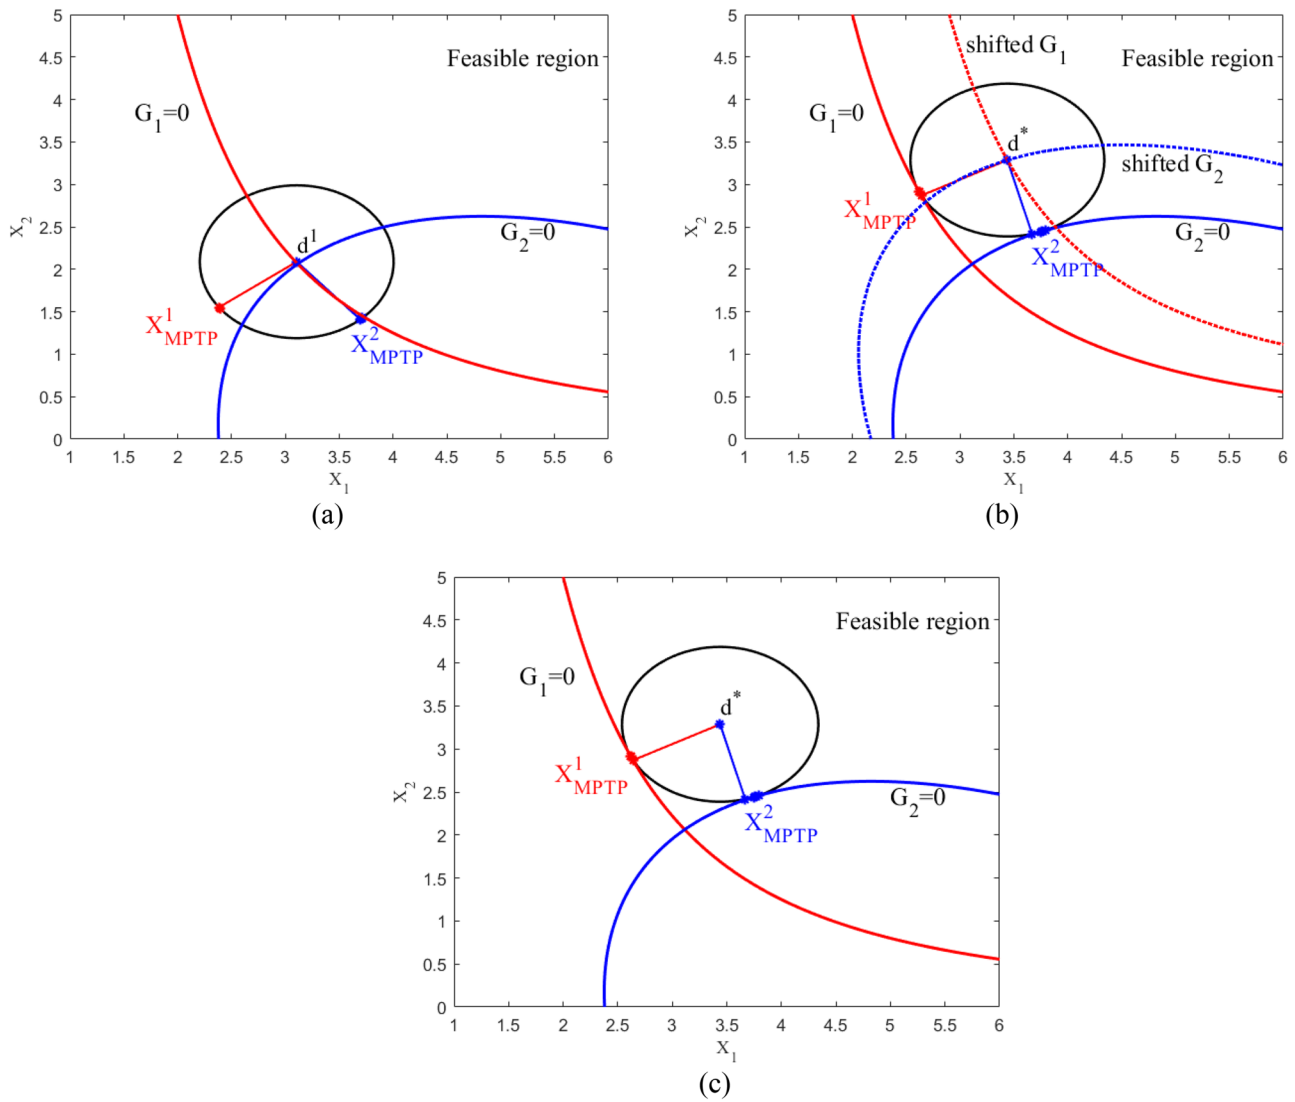 Feasible region
G1=0
d1
G2=0
X1MPTP
X2MPTP
X2
5
4.5
4
3.5
3
2.5
2
1.5
1
0.5
0
1 1.5 2 2.5 3 3.5 4 4.5 5 5.5 6
X1
(a)
shifted G1
Feasible region
G1=0
d*
shifted G2
X1MPTP
G2=0
X2MPTP
X2
5
4.5
4
3.5
3
2.5
2
1.5
1
0.5
0
1 1.5 2 2.5 3 3.5 4 4.5 5 5.5 6
X1
(b)
Feasible region
G1=0
d*
X1MPTP
G2=0
X2MPTP
X2
5
4.5
4
3.5
3
2.5
2
1.5
1
0.5
0
1 1.5 2 2.5 3 3.5 4 4.5 5 5.5 6
X1
(c)